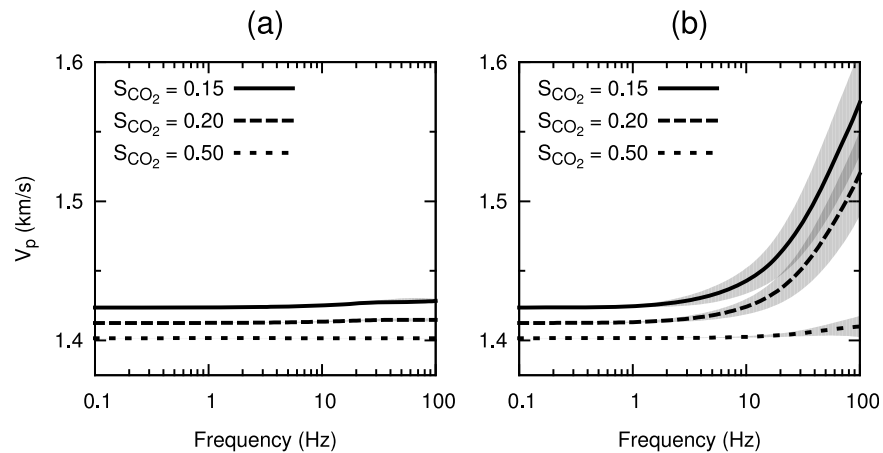 (a)
(b)
V_p (km/s)
1.6
1.5
1.4
S_CO₂ = 0.15
S_CO₂ = 0.20
S_CO₂ = 0.50
0.1 1 10 100
Frequency (Hz)
1.6
1.5
1.4
S_CO₂ = 0.15
S_CO₂ = 0.20
S_CO₂ = 0.50
0.1 1 10 100
Frequency (Hz)